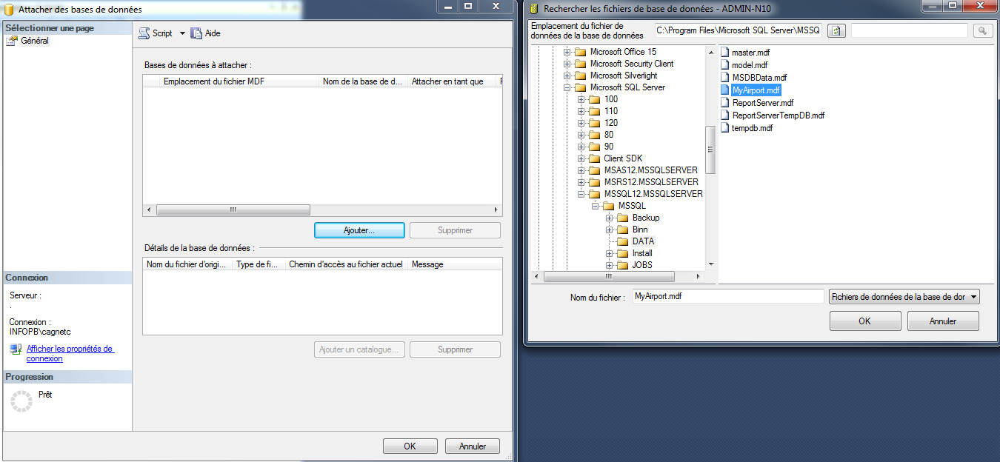 Attacher des bases de données
Sélectionner une page
Général
Script
Aide
Bases de données à attacher :
Emplacement du fichier MDF
Nom de la base de d...
Attacher en tant que
Ajouter...
Supprimer
Détails de la base de données :
Nom du fichier d'origi...
Type de fi...
Chemin d'accès au fichier actuel
Message
Ajouter un catalogue...
Supprimer
Connexion
Serveur :
.
Connexion :
INFOPB\cagnetc
Afficher les propriétés de
connexion
Progression
Prêt
OK
Annuler
Rechercher les fichiers de base de données - ADMIN-N10
Emplacement du fichier de
données de la base de données
C:\Program Files\Microsoft SQL Server\MSSQ
Microsoft Office 15
Microsoft Security Client
Microsoft Silverlight
Microsoft SQL Server
100
110
120
80
90
Client SDK
MSAS12.MSSQLSERVER
MSRS12.MSSQLSERVER
MSSQL12.MSSQLSERVER
MSSQL
Backup
Binn
DATA
Install
JOBS
master.mdf
model.mdf
MSDBData.mdf
MyAirport.mdf
ReportServer.mdf
ReportServerTempDB.mdf
tempdb.mdf
Nom du fichier :
MyAirport.mdf
Fichiers de données de la base de dor
OK
Annuler